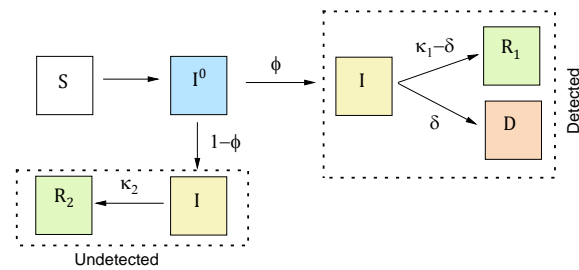 S
I⁰
ϕ
I
κ₁−δ
R₁
δ
D
Detected
1−ϕ
R₂
κ₂
I
Undetected